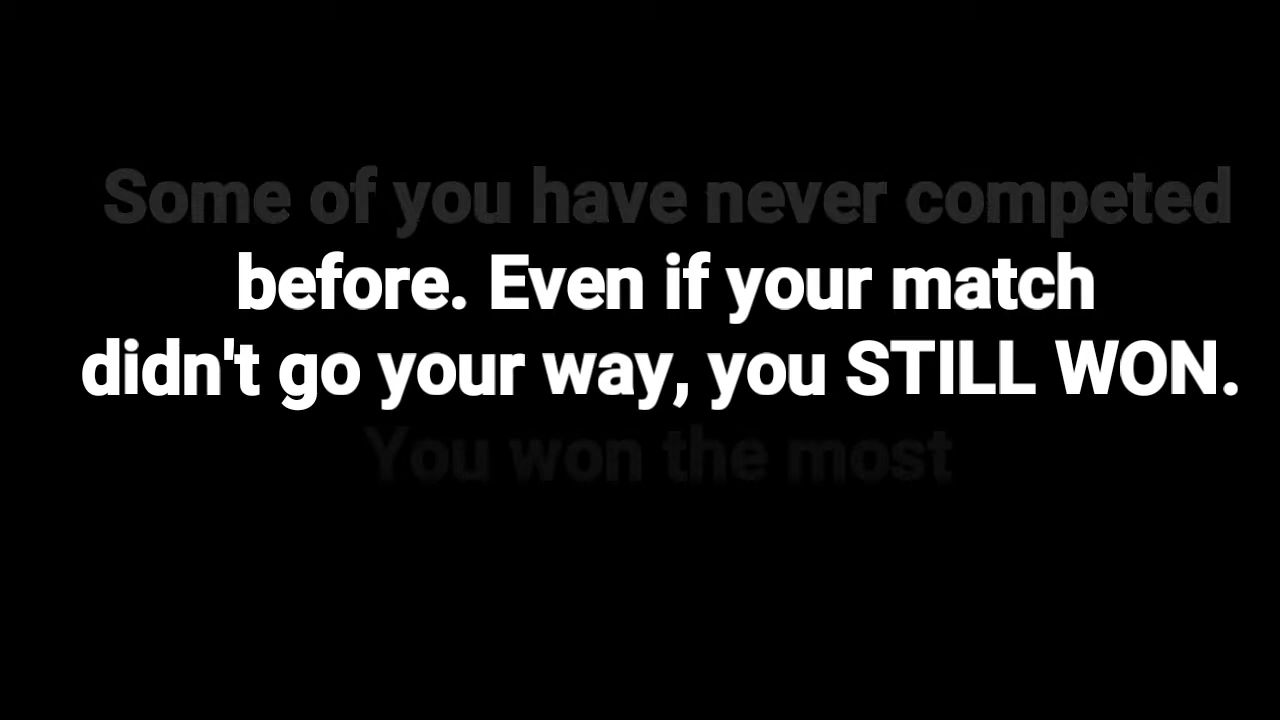 Some of you have never competed
before. Even if your match
didn't go your way, you STILL WON.
You won the most